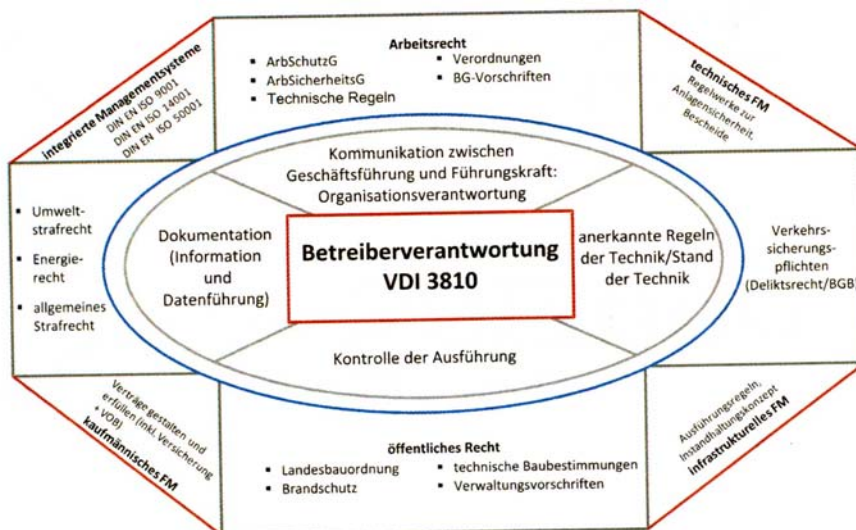 integrierte Managementsysteme
DIN EN ISO 9001
DIN EN ISO 14001
DIN EN ISO 50001
Arbeitsrecht
▪ ArbSchutzG
▪ ArbSicherheitsG
▪ Technische Regeln
▪ Verordnungen
▪ BG-Vorschriften
technisches FM
Regelwerke zur
Anlagensicherheit,
Bescheide
Kommunikation zwischen
Geschäftsführung und Führungskraft:
Organisationsverantwortung
▪ Umwelt-
strafrecht
▪ Energie-
recht
▪ allgemeines
Strafrecht
Dokumentation
(Information
und
Datenführung)
Betreiberverantwortung
VDI 3810
anerkannte Regeln
der Technik/Stand
der Technik
Verkehrs-
sicherungs-
pflichten
(Deliktsrecht/BGB)
Kontrolle der Ausführung
Verträge gestalten und
erfüllen (inkl. Versicherung
+ VOB)
kaufmännisches FM
öffentliches Recht
▪ Landesbauordnung
▪ Brandschutz
▪ technische Baubestimmungen
▪ Verwaltungsvorschriften
Ausführungsregeln,
Instandhaltungskonzept
infrastrukturelles FM